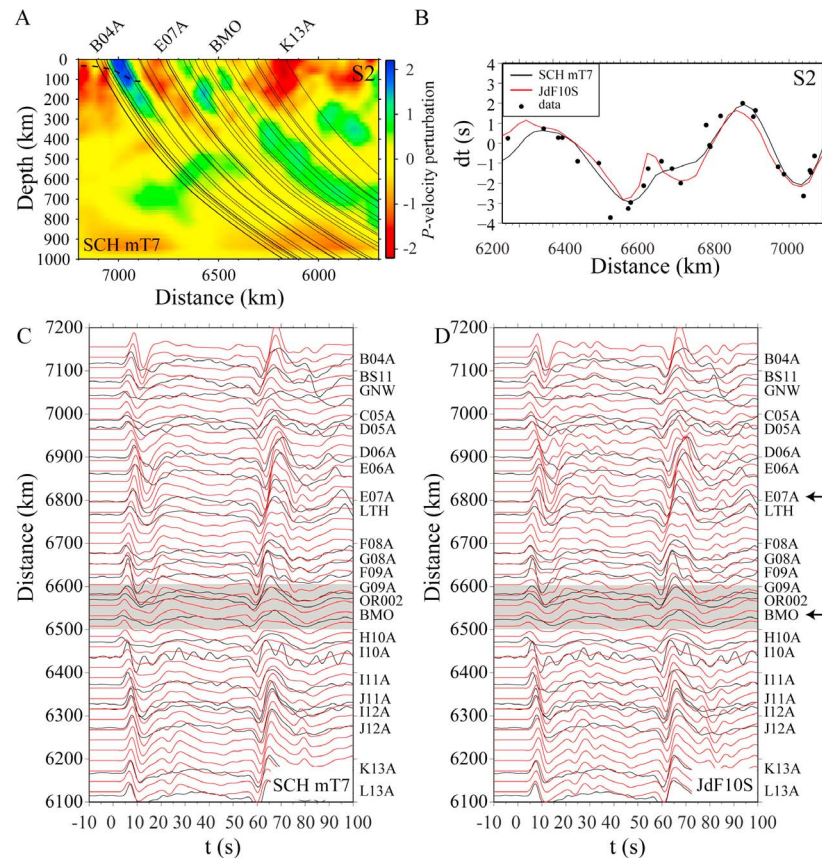 A
B04A
E07A
BMO
K13A
S2
0
100
200
300
400
500
600
700
800
900
1000
Depth (km)
SCH mT7
7000
6500
6000
Distance (km)
2
1
0
-1
-2
P-velocity perturbation
B
S2
SCH mT7
JdF10S
data
4
3
2
1
0
-1
-2
-3
-4
dt (s)
6200
6400
6600
6800
7000
Distance (km)
C
7200
7100
7000
6900
6800
6700
6600
6500
6400
6300
6200
6100
Distance (km)
B04A
BS11
GNW
C05A
D05A
D06A
E06A
E07A
LTH
F08A
G08A
F09A
G09A
OR002
BMO
H10A
I10A
I11A
J11A
I12A
J12A
K13A
L13A
SCH mT7
-10 0 10 20 30 40 50 60 70 80 90 100
t (s)
D
7200
7100
7000
6900
6800
6700
6600
6500
6400
6300
6200
6100
Distance (km)
B04A
BS11
GNW
C05A
D05A
D06A
E06A
E07A
LTH
F08A
G08A
F09A
G09A
OR002
BMO
H10A
I10A
I11A
J11A
I12A
J12A
K13A
L13A
JdF10S
-10 0 10 20 30 40 50 60 70 80 90 100
t (s)